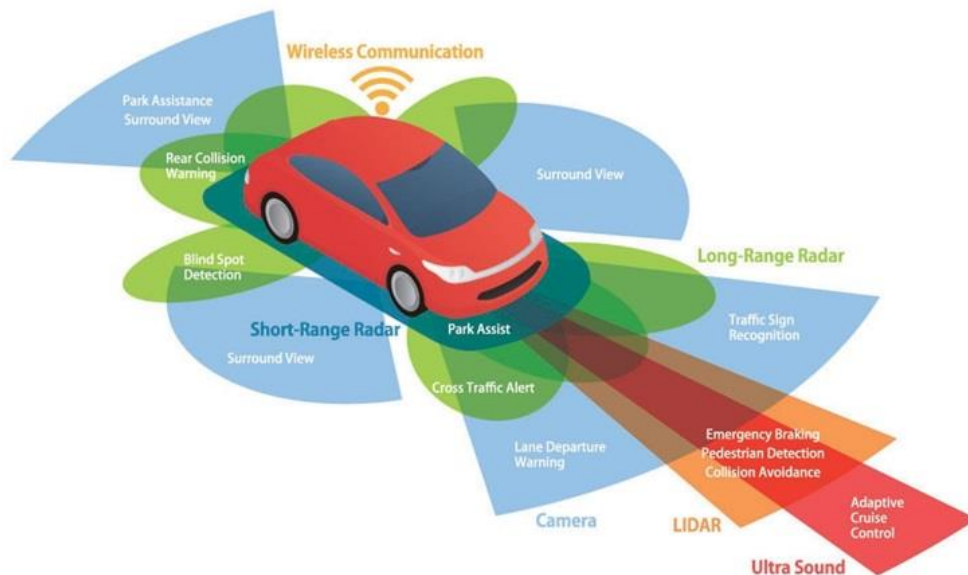 Wireless Communication
Park Assistance
Surround View
Rear Collision
Warning
Surround View
Blind Spot
Detection
Long-Range Radar
Short-Range Radar
Park Assist
Traffic Sign
Recognition
Surround View
Cross Traffic Alert
Lane Departure
Warning
Emergency Braking
Pedestrian Detection
Collision Avoidance
Camera
LIDAR
Adaptive
Cruise
Control
Ultra Sound